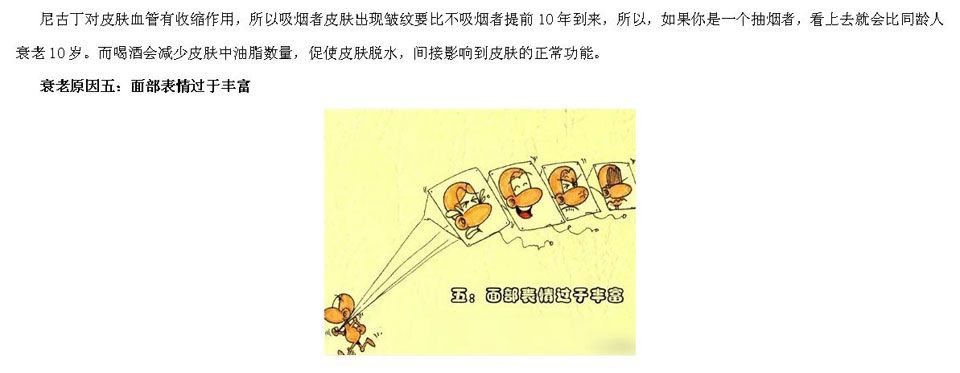 尼古丁对皮肤血管有收缩作用，所以吸烟者皮肤出现皱纹要比不吸烟者提前 10 年到来，所以，如果你是一个抽烟者，看上去就会比同龄人
衰老 10 岁。而喝酒会减少皮肤中油脂数量，促使皮肤脱水，间接影响到皮肤的正常功能。
衰老原因五：面部表情过于丰富
五：面部表情过于丰富